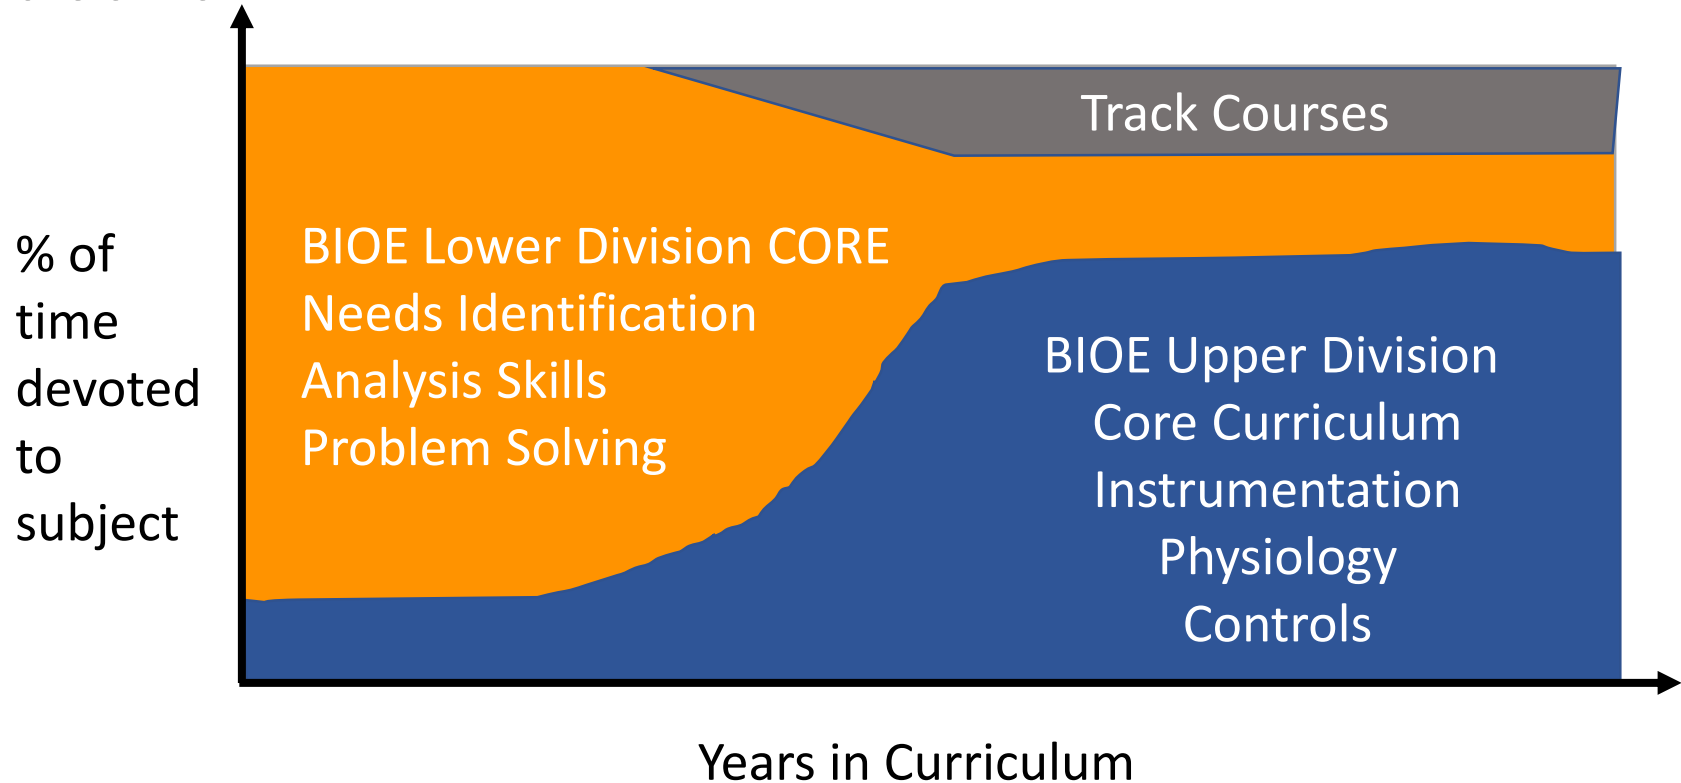 Track Courses
BIOE Lower Division CORE
Needs Identification
Analysis Skills
Problem Solving
% of
time
devoted
to
subject
BIOE Upper Division
Core Curriculum
Instrumentation
Physiology
Controls
Years in Curriculum